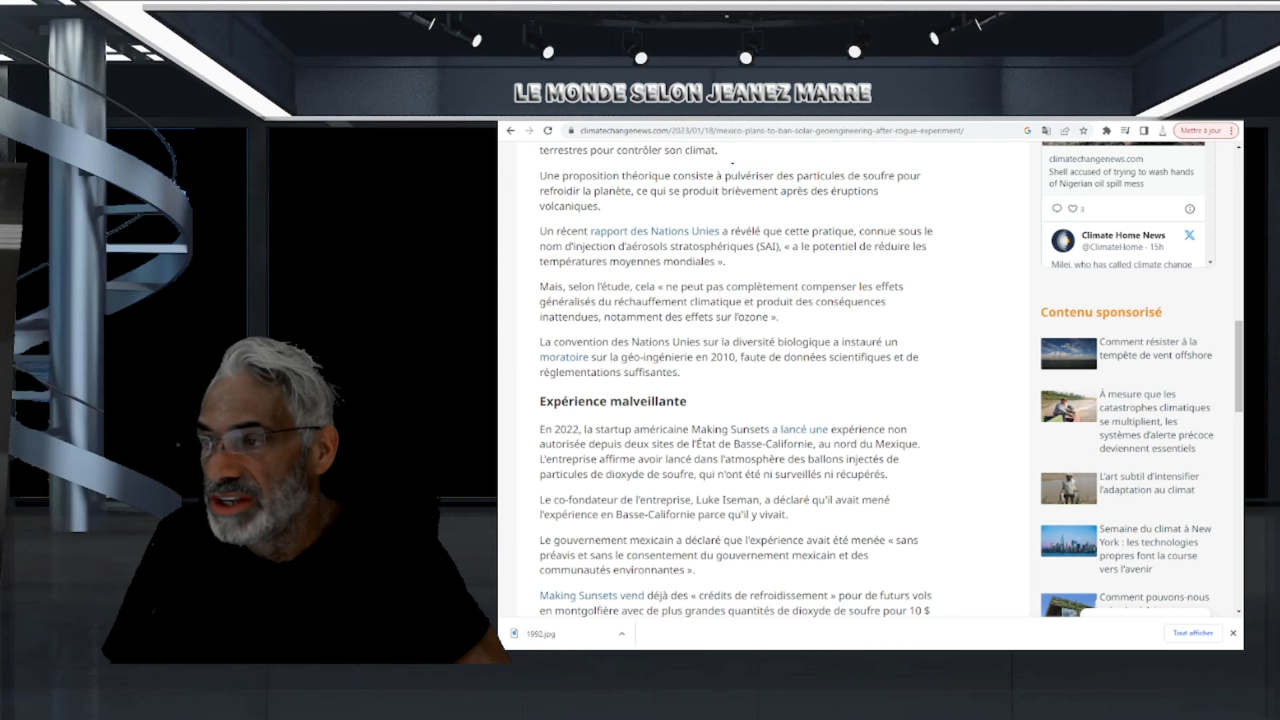 LE MONDE SELON JEANEZ MARRE
climatechangenews.com/2023/01/18/mexico-plans-to-ban-solar-geoengineering-after-rogue-experiment/
Mettre à jour
terrestres pour contrôler son climat.
Une proposition théorique consiste à pulvériser des particules de soufre pour
refroidir la planète, ce qui se produit brièvement après des éruptions
volcaniques.
Un récent rapport des Nations Unies a révélé que cette pratique, connue sous le
nom d'injection d'aérosols stratosphériques (SAI), « a le potentiel de réduire les
températures moyennes mondiales ».
Mais, selon l'étude, cela « ne peut pas complètement compenser les effets
généralisés du réchauffement climatique et produit des conséquences
inattendues, notamment des effets sur l'ozone ».
La convention des Nations Unies sur la diversité biologique a instauré un
moratoire sur la géo-ingénierie en 2010, faute de données scientifiques et de
réglementations suffisantes.
Expérience malveillante
En 2022, la startup américaine Making Sunsets a lancé une expérience non
autorisée depuis deux sites de l'État de Basse-Californie, au nord du Mexique.
L'entreprise affirme avoir lancé dans l'atmosphère des ballons injectés de
particules de dioxyde de soufre, qui n'ont été ni surveillés ni récupérés.
Le co-fondateur de l'entreprise, Luke Iseman, a déclaré qu'il avait mené
l'expérience en Basse-Californie parce qu'il y vivait.
Le gouvernement mexicain a déclaré que l'expérience avait été menée « sans
préavis et sans le consentement du gouvernement mexicain et des
communautés environnantes ».
Making Sunsets vend déjà des « crédits de refroidissement » pour de futurs vols
en montgolfière avec de plus grandes quantités de dioxyde de soufre pour 10 $
climatechangenews.com
Shell accused of trying to wash hands
of Nigerian oil spill mess
3
Climate Home News
@ClimateHome · 15h
Milei, who has called climate change
Contenu sponsorisé
Comment résister à la
tempête de vent offshore
À mesure que les
catastrophes climatiques
se multiplient, les
systèmes d'alerte précoce
deviennent essentiels
L'art subtil d'intensifier
l'adaptation au climat
Semaine du climat à New
York : les technologies
propres font la course
vers l'avenir
Comment pouvons-nous
1992.jpg
Tout afficher